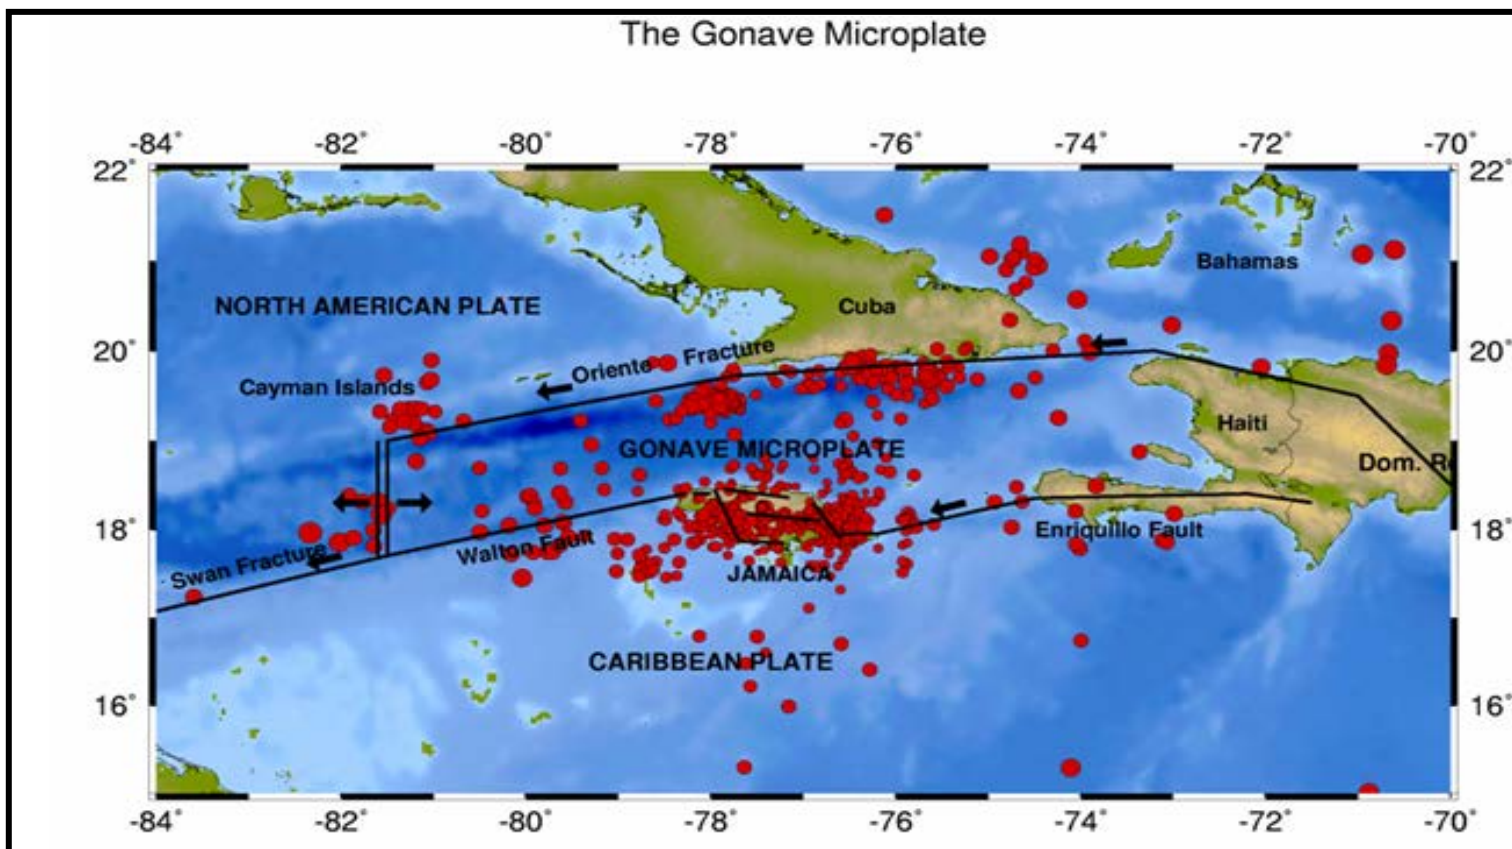 The Gonave Microplate
-84° -82° -80° -78° -76° -74° -72° -70°
22° 22°
Bahamas
NORTH AMERICAN PLATE
Cuba
20° 20°
Oriente Fracture
Cayman Islands
Haiti
GONAVE MICROPLATE
Dom. R
18° 18°
Enriquillo Fault
Walton Fault
Swan Fracture
JAMAICA
CARIBBEAN PLATE
16° 16°
-84° -82° -80° -78° -76° -74° -72° -70°